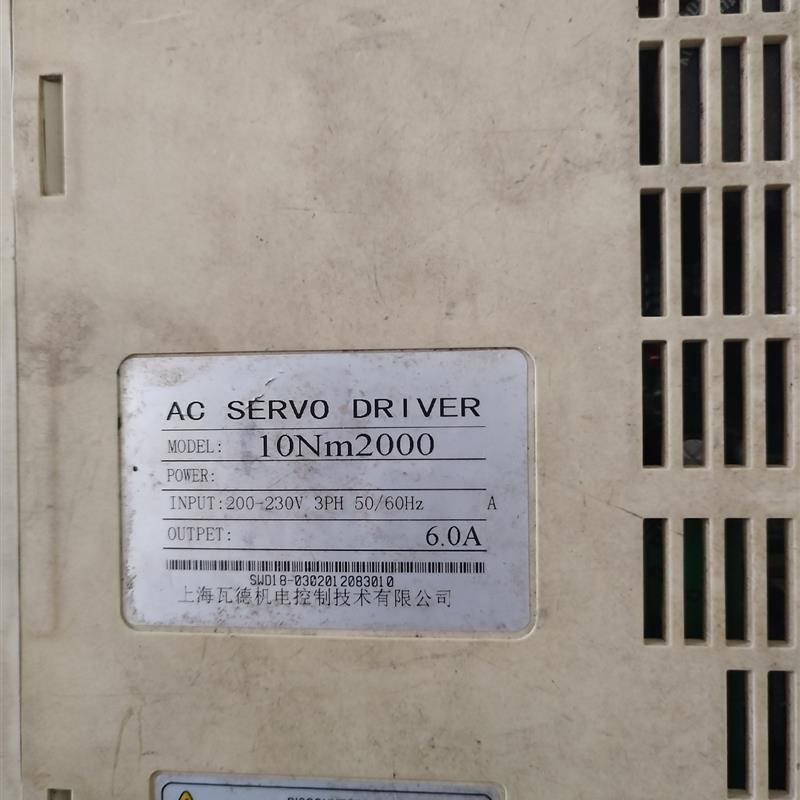 AC SERVO DRIVER
MODEL: 10Nm2000
POWER:
INPUT:200-230V 3PH 50/60Hz A
OUTPET: 6.0A
SWD18-0302012083010
上海瓦德机电控制技术有限公司